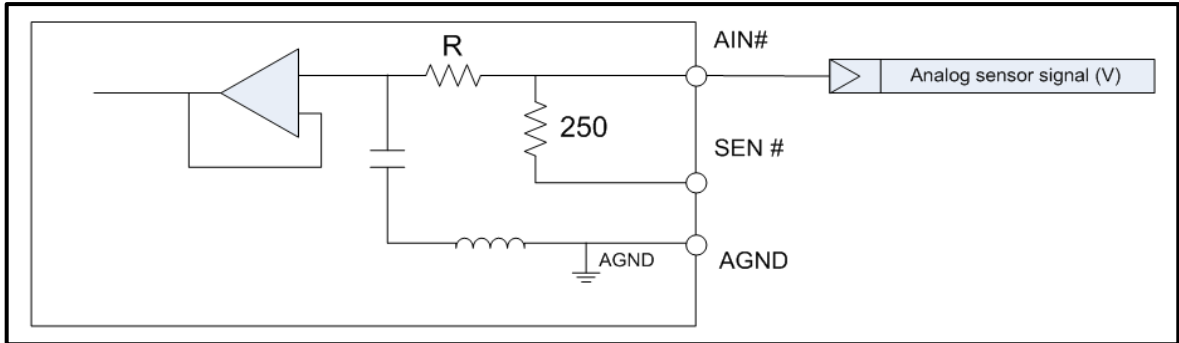 R
AIN#
Analog sensor signal (V)
250
SEN #
AGND
AGND